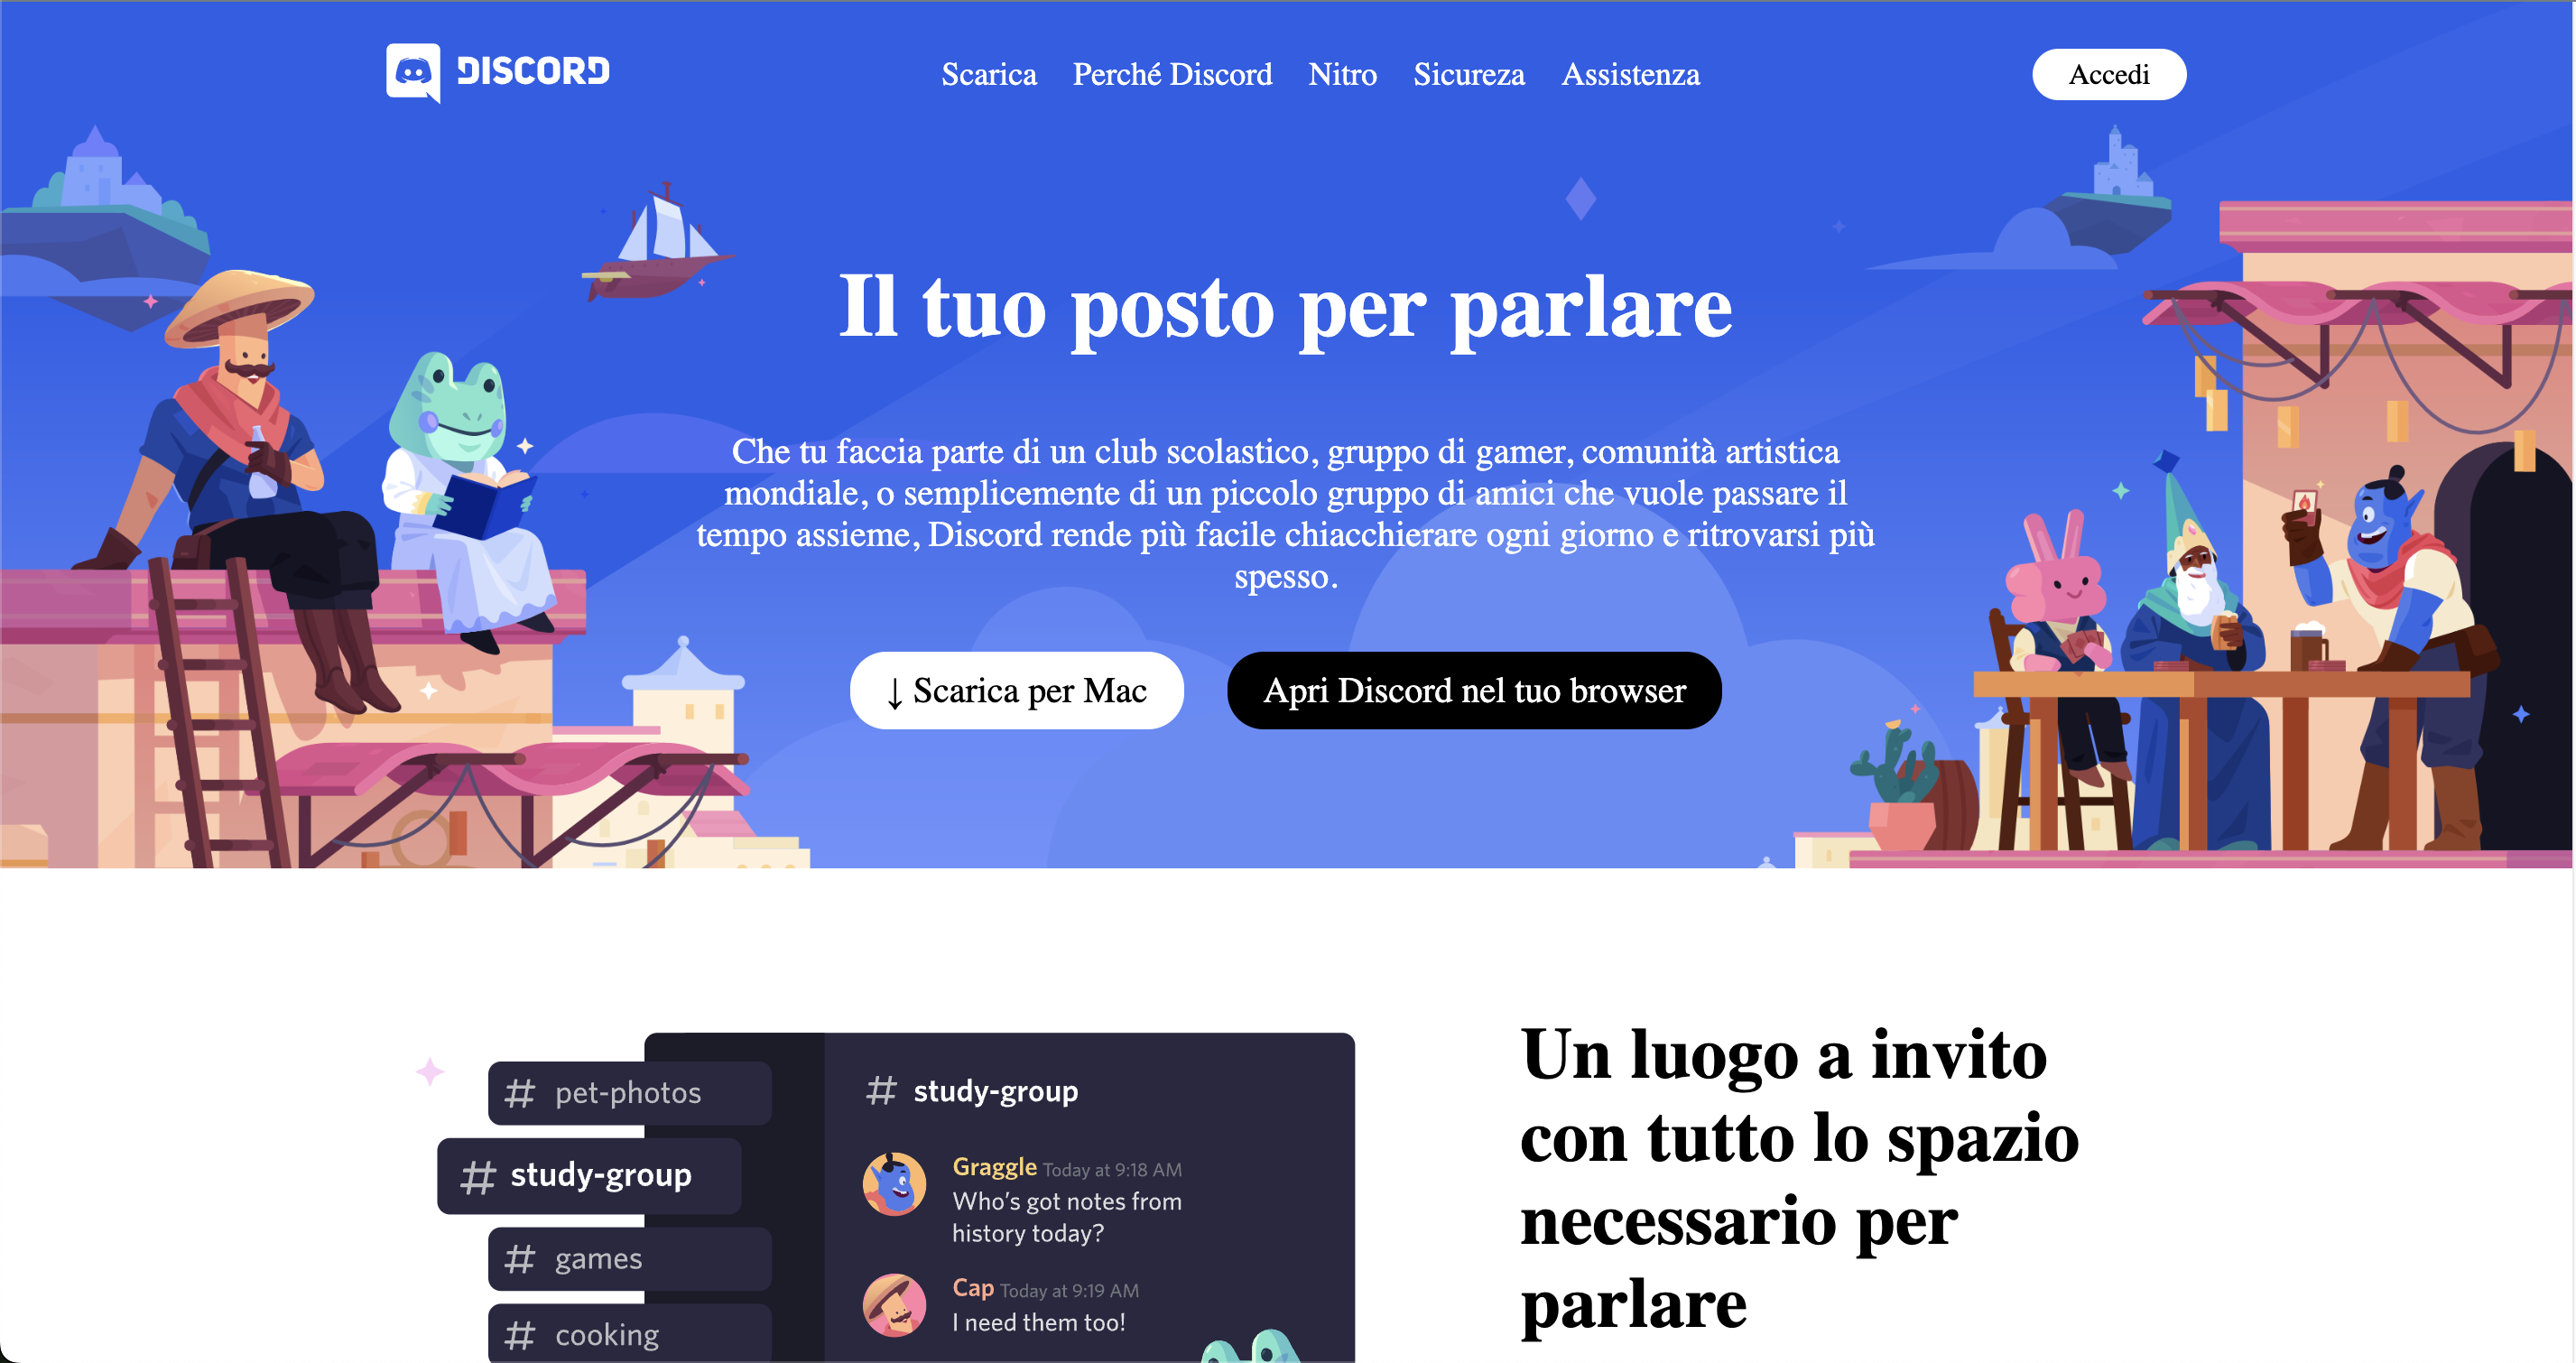 DISCORD
Scarica Perché Discord Nitro Sicureza Assistenza
Accedi
Il tuo posto per parlare
Che tu faccia parte di un club scolastico, gruppo di gamer, comunità artistica
mondiale, o semplicemente di un piccolo gruppo di amici che vuole passare il
tempo assieme, Discord rende più facile chiacchierare ogni giorno e ritrovarsi più
spesso.
↓ Scarica per Mac
Apri Discord nel tuo browser
# pet-photos
# study-group
# games
# cooking
# study-group
Graggle Today at 9:18 AM
Who's got notes from
history today?
Cap Today at 9:19 AM
I need them too!
Un luogo a invito
con tutto lo spazio
necessario per
parlare